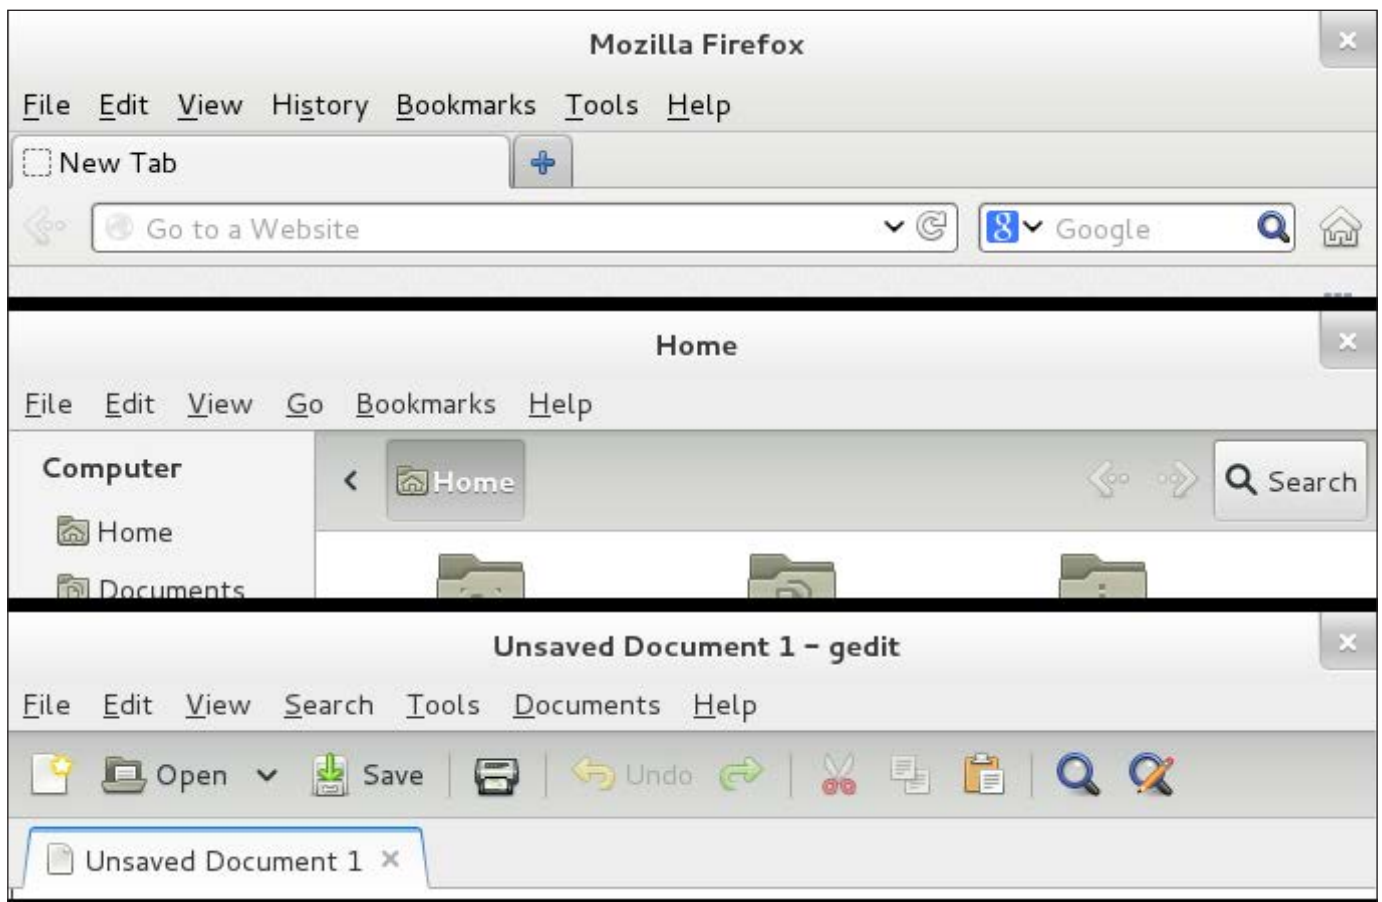 Mozilla Firefox
File Edit View History Bookmarks Tools Help
New Tab
Go to a Website 8 Google
Home
File Edit View Go Bookmarks Help
Computer
Home Search
Home
Documents
Unsaved Document 1 - gedit
File Edit View Search Tools Documents Help
Open Save Undo
Unsaved Document 1